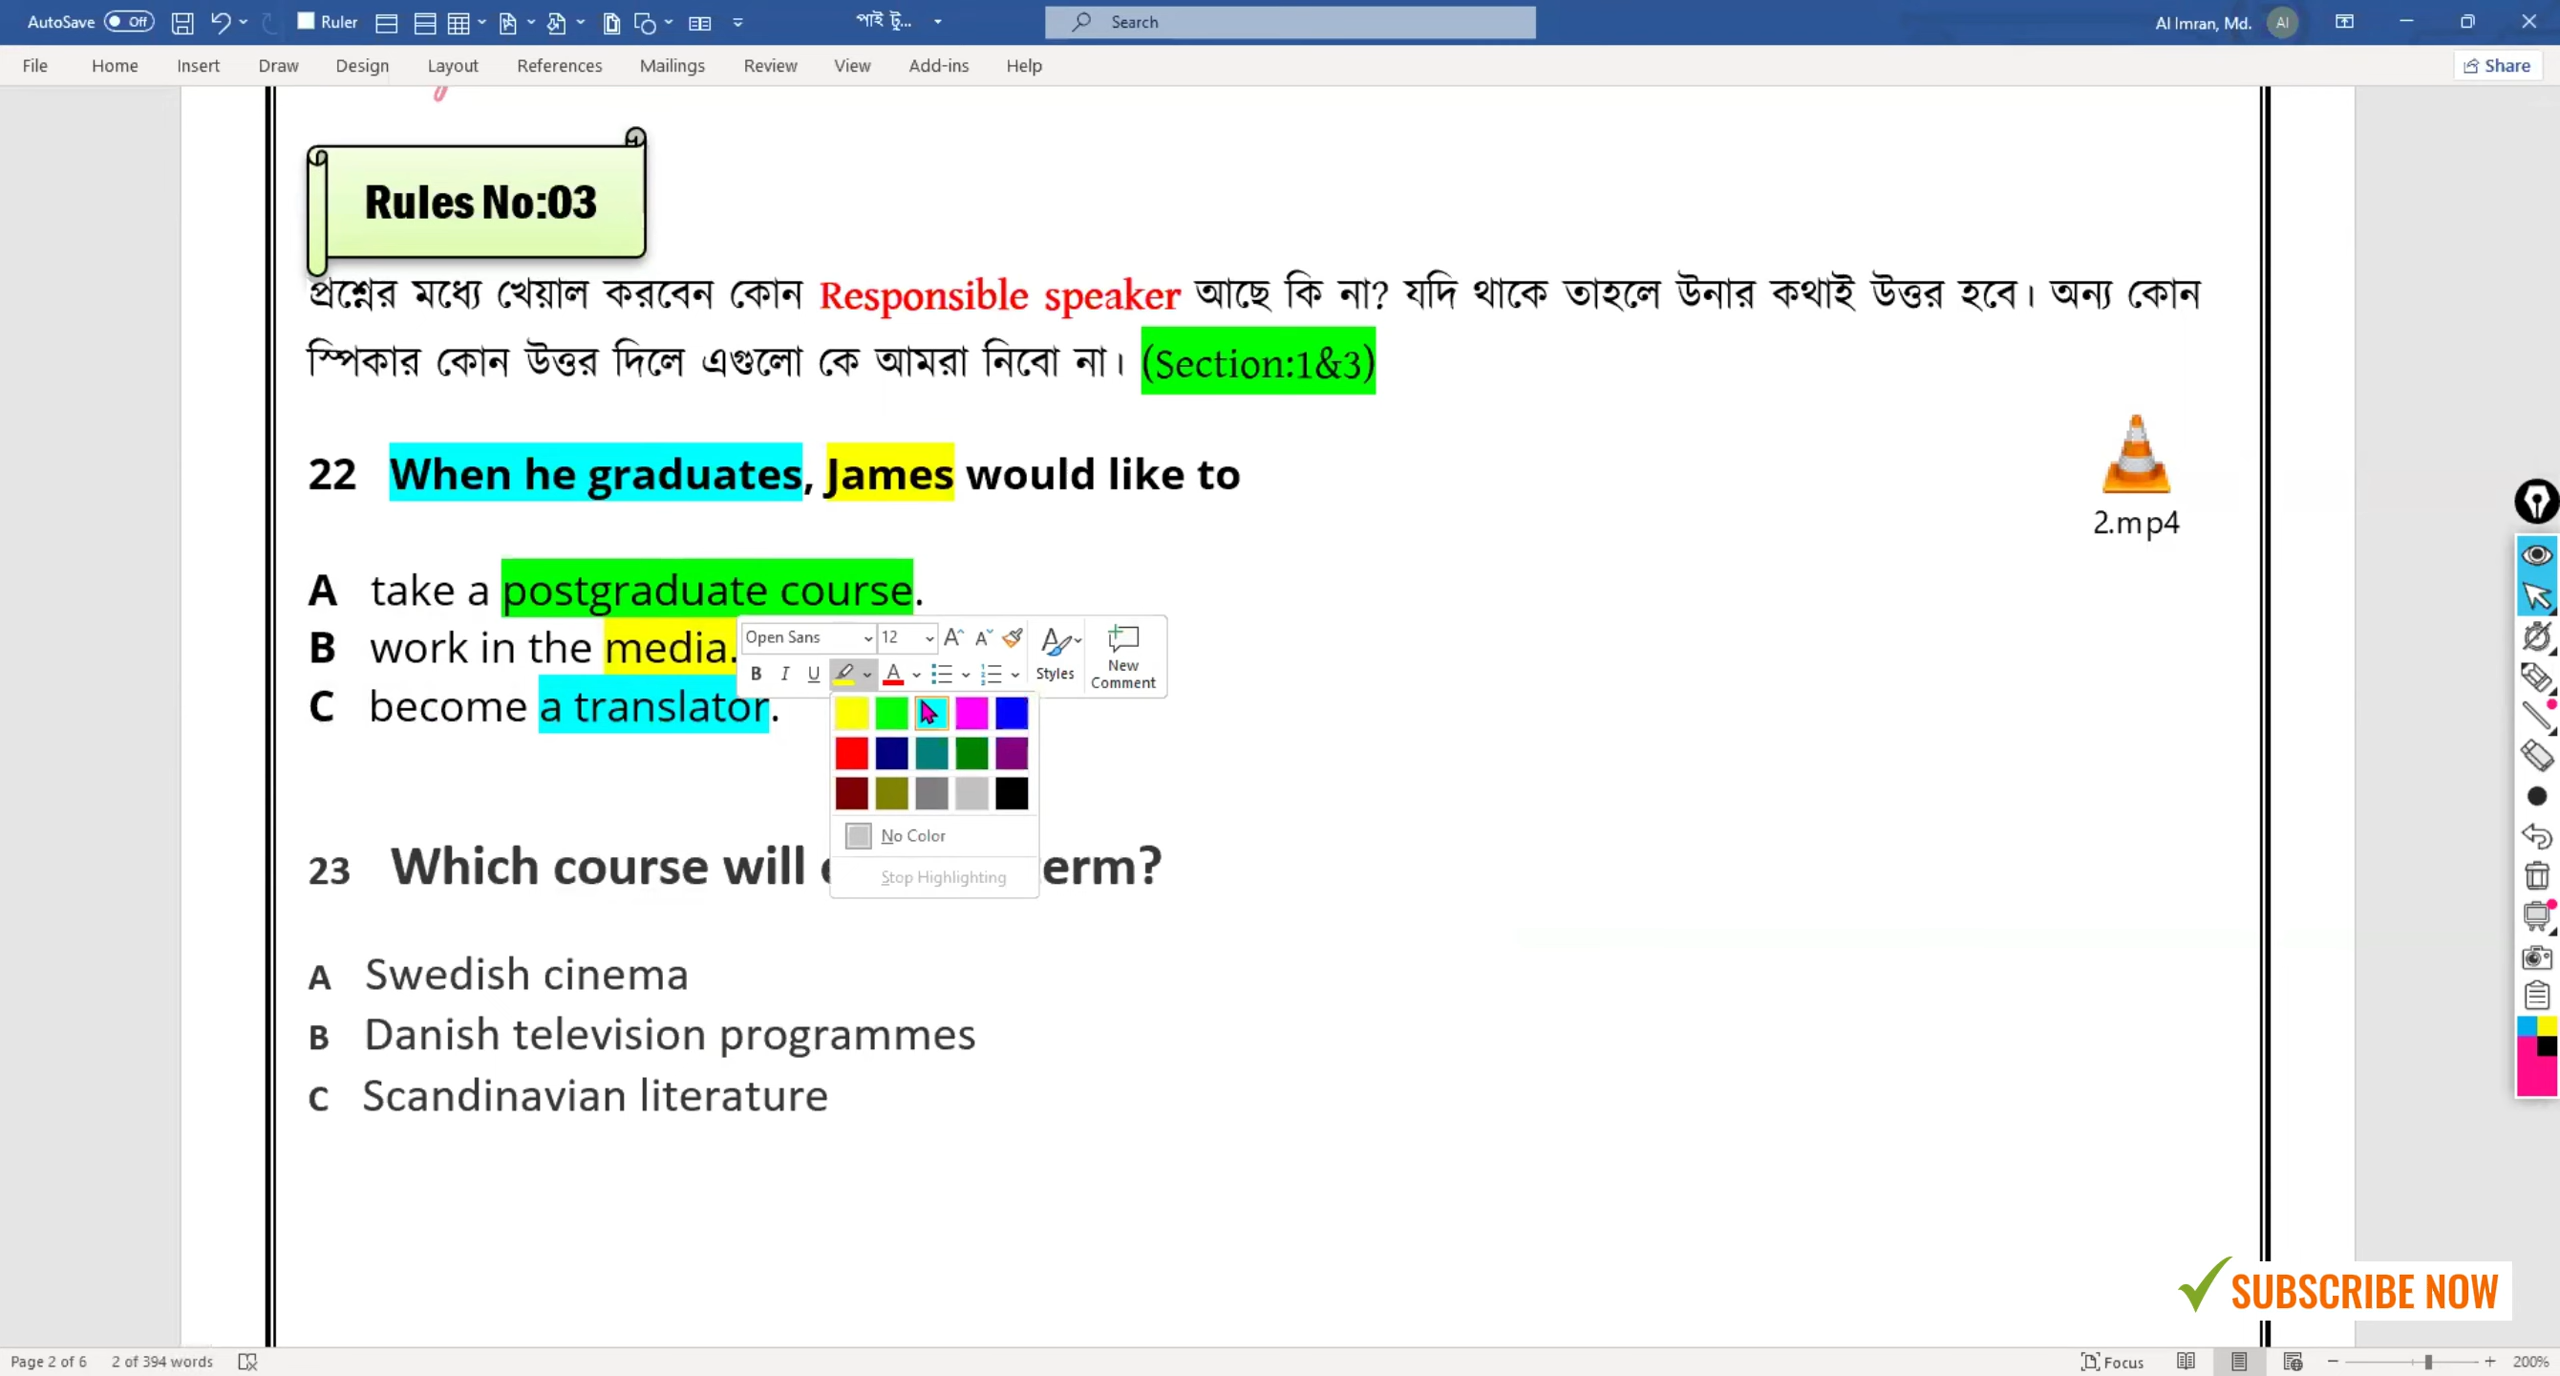 AutoSave Off Ruler পাই টু... Search Al Imran, Md. AI
File Home Insert Draw Design Layout References Mailings Review View Add-ins Help Share
Rules No:03
প্রশ্নের মধ্যে খেয়াল করবেন কোন Responsible speaker আছে কি না? যদি থাকে তাহলে উনার কথাই উত্তর হবে। অন্য কোন
স্পিকার কোন উত্তর দিলে এগুলো কে আমরা নিবো না। (Section:1&3)
22 When he graduates, James would like to
2.mp4
A take a postgraduate course.
B work in the media.
C become a translator.
Open Sans 12
B I U Styles New Comment
No Color
Stop Highlighting
23 Which course will erm?
A Swedish cinema
B Danish television programmes
C Scandinavian literature
SUBSCRIBE NOW
Page 2 of 6 2 of 394 words Focus 200%